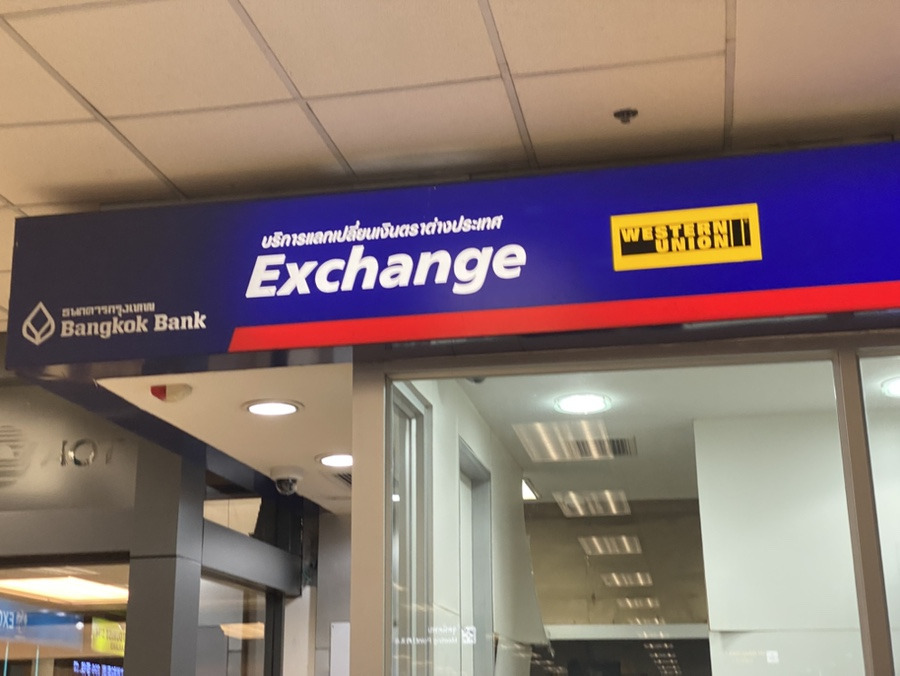 บริการแลกเปลี่ยนเงินตราต่างประเทศ
Exchange
WESTERN
UNION
ธนาคารกรุงเทพ
Bangkok Bank